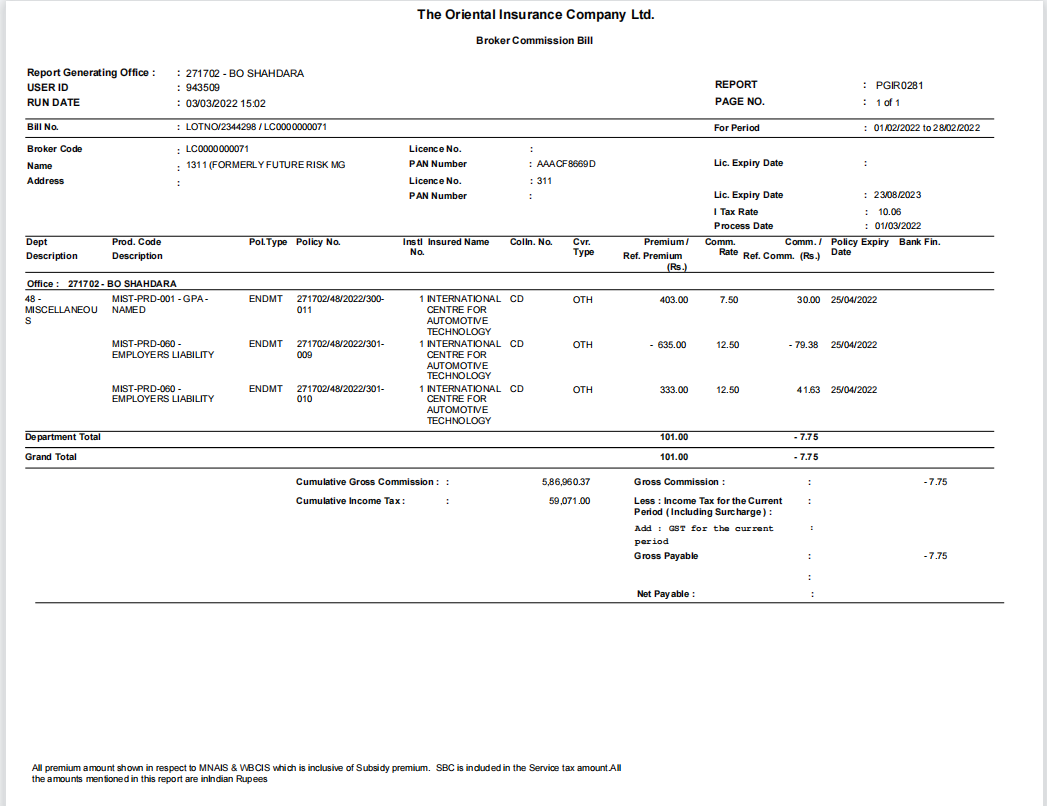 The Oriental Insurance Company Ltd.
Broker Commission Bill
Report Generating Office : : 271702 - BO SHAHDARA
USER ID : 943509
REPORT : PGIR0281
RUN DATE : 03/03/2022 15:02
PAGE NO. : 1 of 1
Bill No. : LOTNO/2344298 / LC0000000071 For Period : 01/02/2022 to 28/02/2022
Broker Code : LC0000000071 Licence No. :
Name : 1311 (FORMERLY FUTURE RISK MG PAN Number : AAACF8669D Lic. Expiry Date :
Address : Licence No. : 311
PAN Number : Lic. Expiry Date : 23/08/2023
I Tax Rate : 10.06
Process Date : 01/03/2022
Dept Prod. Code Pol.Type Policy No. Instl Insured Name Colln. No. Cvr. Premium / Comm. Comm. / Policy Expiry Bank Fin.
Description Description No. Type Ref. Premium Rate Ref. Comm. (Rs.) Date
(Rs.)
Office : 271702 - BO SHAHDARA
48 - MIST-PRD-001 - GPA - ENDMT 271702/48/2022/300- 1 INTERNATIONAL CD OTH 403.00 7.50 30.00 25/04/2022
MISCELLANEOU NAMED 011 CENTRE FOR
S AUTOMOTIVE
TECHNOLOGY
MIST-PRD-060 - ENDMT 271702/48/2022/301- 1 INTERNATIONAL CD OTH - 635.00 12.50 - 79.38 25/04/2022
EMPLOYERS LIABILITY 009 CENTRE FOR
AUTOMOTIVE
TECHNOLOGY
MIST-PRD-060 - ENDMT 271702/48/2022/301- 1 INTERNATIONAL CD OTH 333.00 12.50 41.63 25/04/2022
EMPLOYERS LIABILITY 010 CENTRE FOR
AUTOMOTIVE
TECHNOLOGY
Department Total 101.00 - 7.75
Grand Total 101.00 - 7.75
Cumulative Gross Commission : : 5,86,960.37 Gross Commission : : - 7.75
Cumulative Income Tax : : 59,071.00 Less : Income Tax for the Current :
Period ( Including Surcharge ) :
Add : GST for the current :
period
Gross Payable : - 7.75
:
Net Payable : :
All premium amount shown in respect to MNAIS & WBCIS which is inclusive of Subsidy premium. SBC is included in the Service tax amount.All
the amounts mentioned in this report are inIndian Rupees